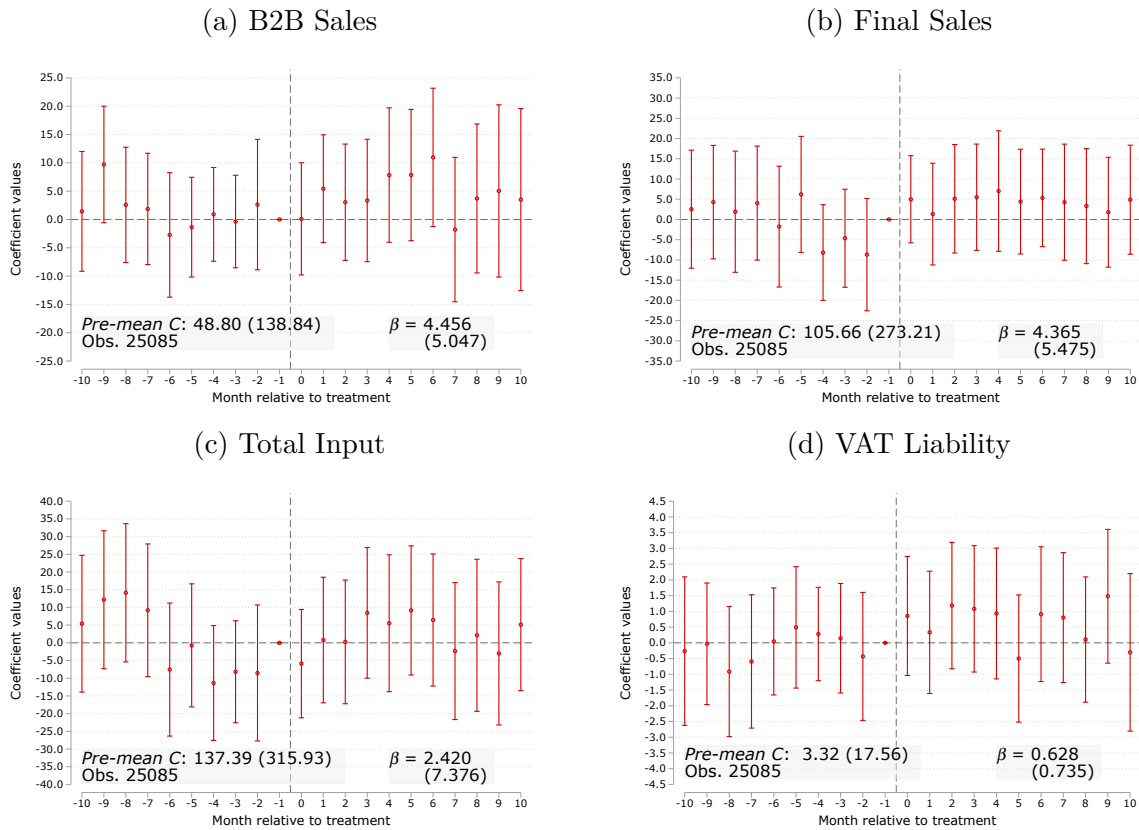 (a) B2B Sales
25.0
20.0
15.0
10.0
5.0
0.0
-5.0
-10.0
-15.0
-20.0
-25.0
Coefficient values
Pre-mean C: 48.80 (138.84)
Obs. 25085
β = 4.456
(5.047)
-10 -9 -8 -7 -6 -5 -4 -3 -2 -1 0 1 2 3 4 5 6 7 8 9 10
Month relative to treatment
(b) Final Sales
35.0
30.0
25.0
20.0
15.0
10.0
5.0
0.0
-5.0
-10.0
-15.0
-20.0
-25.0
-30.0
-35.0
Coefficient values
Pre-mean C: 105.66 (273.21)
Obs. 25085
β = 4.365
(5.475)
-10 -9 -8 -7 -6 -5 -4 -3 -2 -1 0 1 2 3 4 5 6 7 8 9 10
Month relative to treatment
(c) Total Input
40.0
35.0
30.0
25.0
20.0
15.0
10.0
5.0
0.0
-5.0
-10.0
-15.0
-20.0
-25.0
-30.0
-35.0
-40.0
Coefficient values
Pre-mean C: 137.39 (315.93)
Obs. 25085
β = 2.420
(7.376)
-10 -9 -8 -7 -6 -5 -4 -3 -2 -1 0 1 2 3 4 5 6 7 8 9 10
Month relative to treatment
(d) VAT Liability
4.5
4.0
3.5
3.0
2.5
2.0
1.5
1.0
0.5
0.0
-0.5
-1.0
-1.5
-2.0
-2.5
-3.0
-3.5
-4.0
-4.5
Coefficient values
Pre-mean C: 3.32 (17.56)
Obs. 25085
β = 0.628
(0.735)
-10 -9 -8 -7 -6 -5 -4 -3 -2 -1 0 1 2 3 4 5 6 7 8 9 10
Month relative to treatment